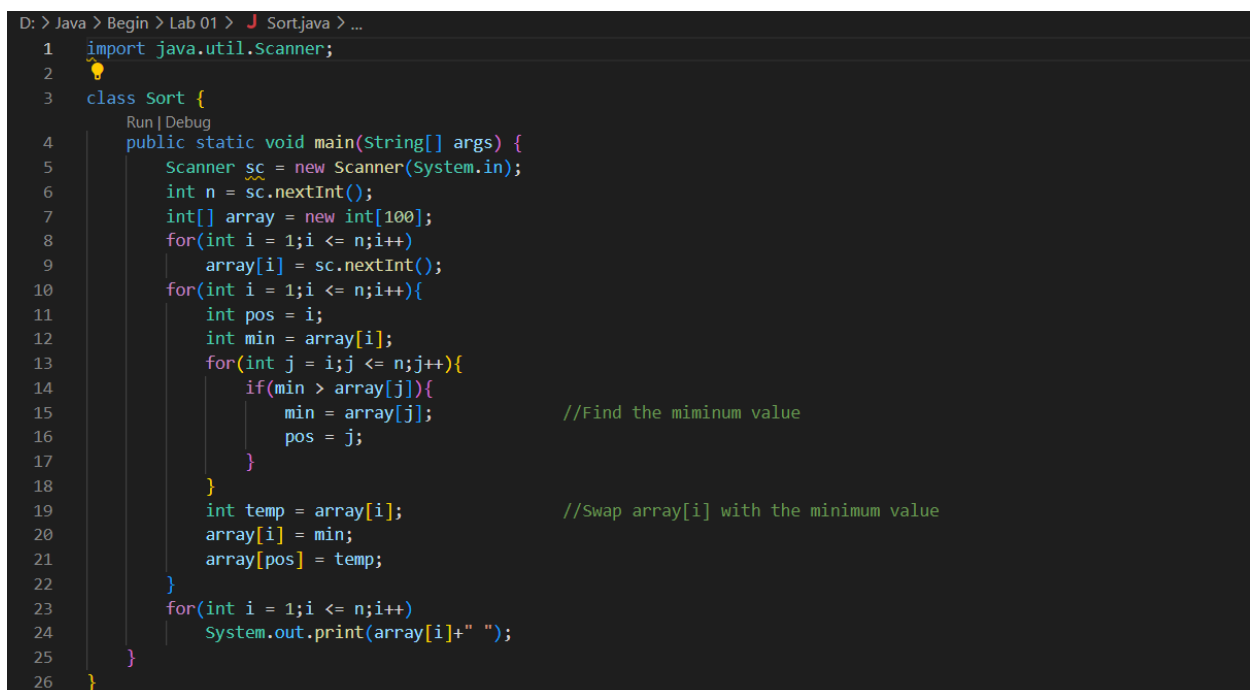 D: > Java > Begin > Lab 01 > J Sort.java > ...
1 import java.util.Scanner;
2
3 class Sort {
Run | Debug
4 public static void main(String[] args) {
5 Scanner sc = new Scanner(System.in);
6 int n = sc.nextInt();
7 int[] array = new int[100];
8 for(int i = 1;i <= n;i++)
9 array[i] = sc.nextInt();
10 for(int i = 1;i <= n;i++){
11 int pos = i;
12 int min = array[i];
13 for(int j = i;j <= n;j++){
14 if(min > array[j]){
15 min = array[j]; //Find the miminum value
16 pos = j;
17 }
18 }
19 int temp = array[i]; //Swap array[i] with the minimum value
20 array[i] = min;
21 array[pos] = temp;
22 }
23 for(int i = 1;i <= n;i++)
24 System.out.print(array[i]+" ");
25 }
26 }